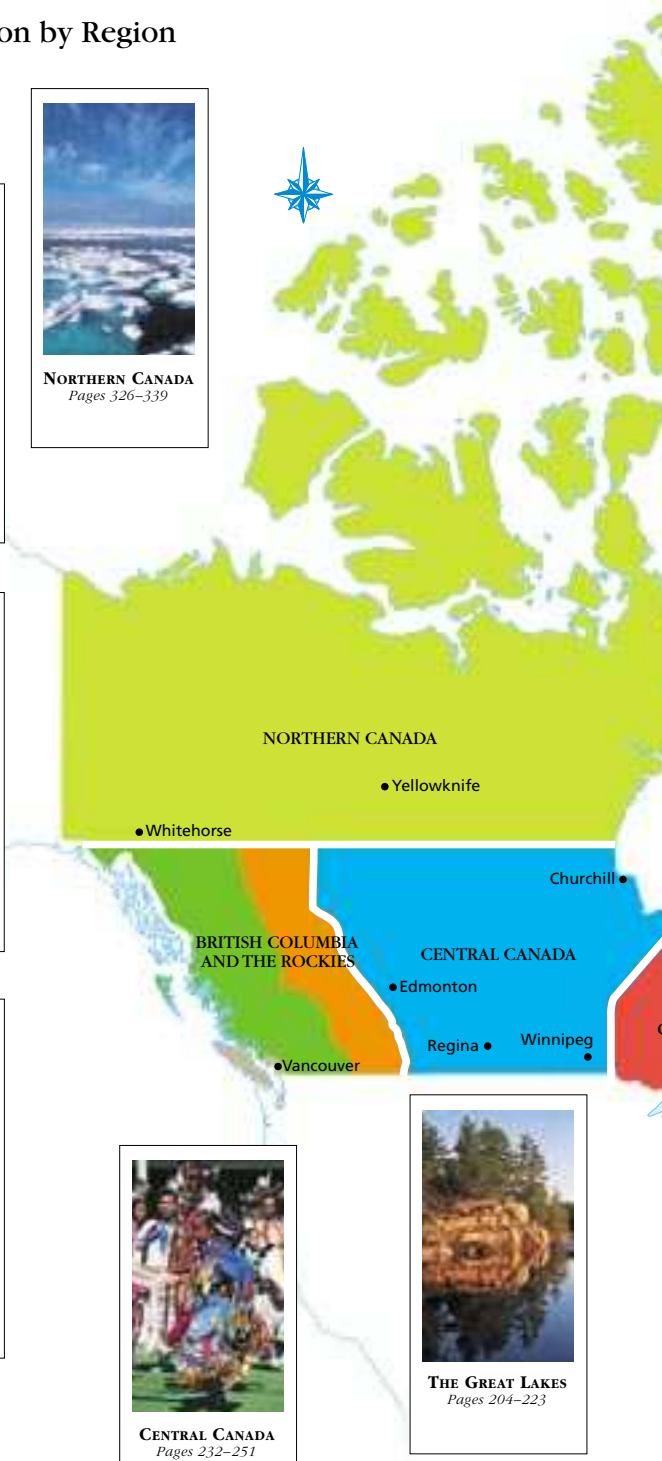 on by Region
NORTHERN CANADA
Pages 326–339
NORTHERN CANADA
Yellowknife
Whitehorse
Churchill
BRITISH COLUMBIA
AND THE ROCKIES
CENTRAL CANADA
Edmonton
Regina
Winnipeg
Vancouver
THE GREAT LAKES
Pages 204–223
CENTRAL CANADA
Pages 232–251